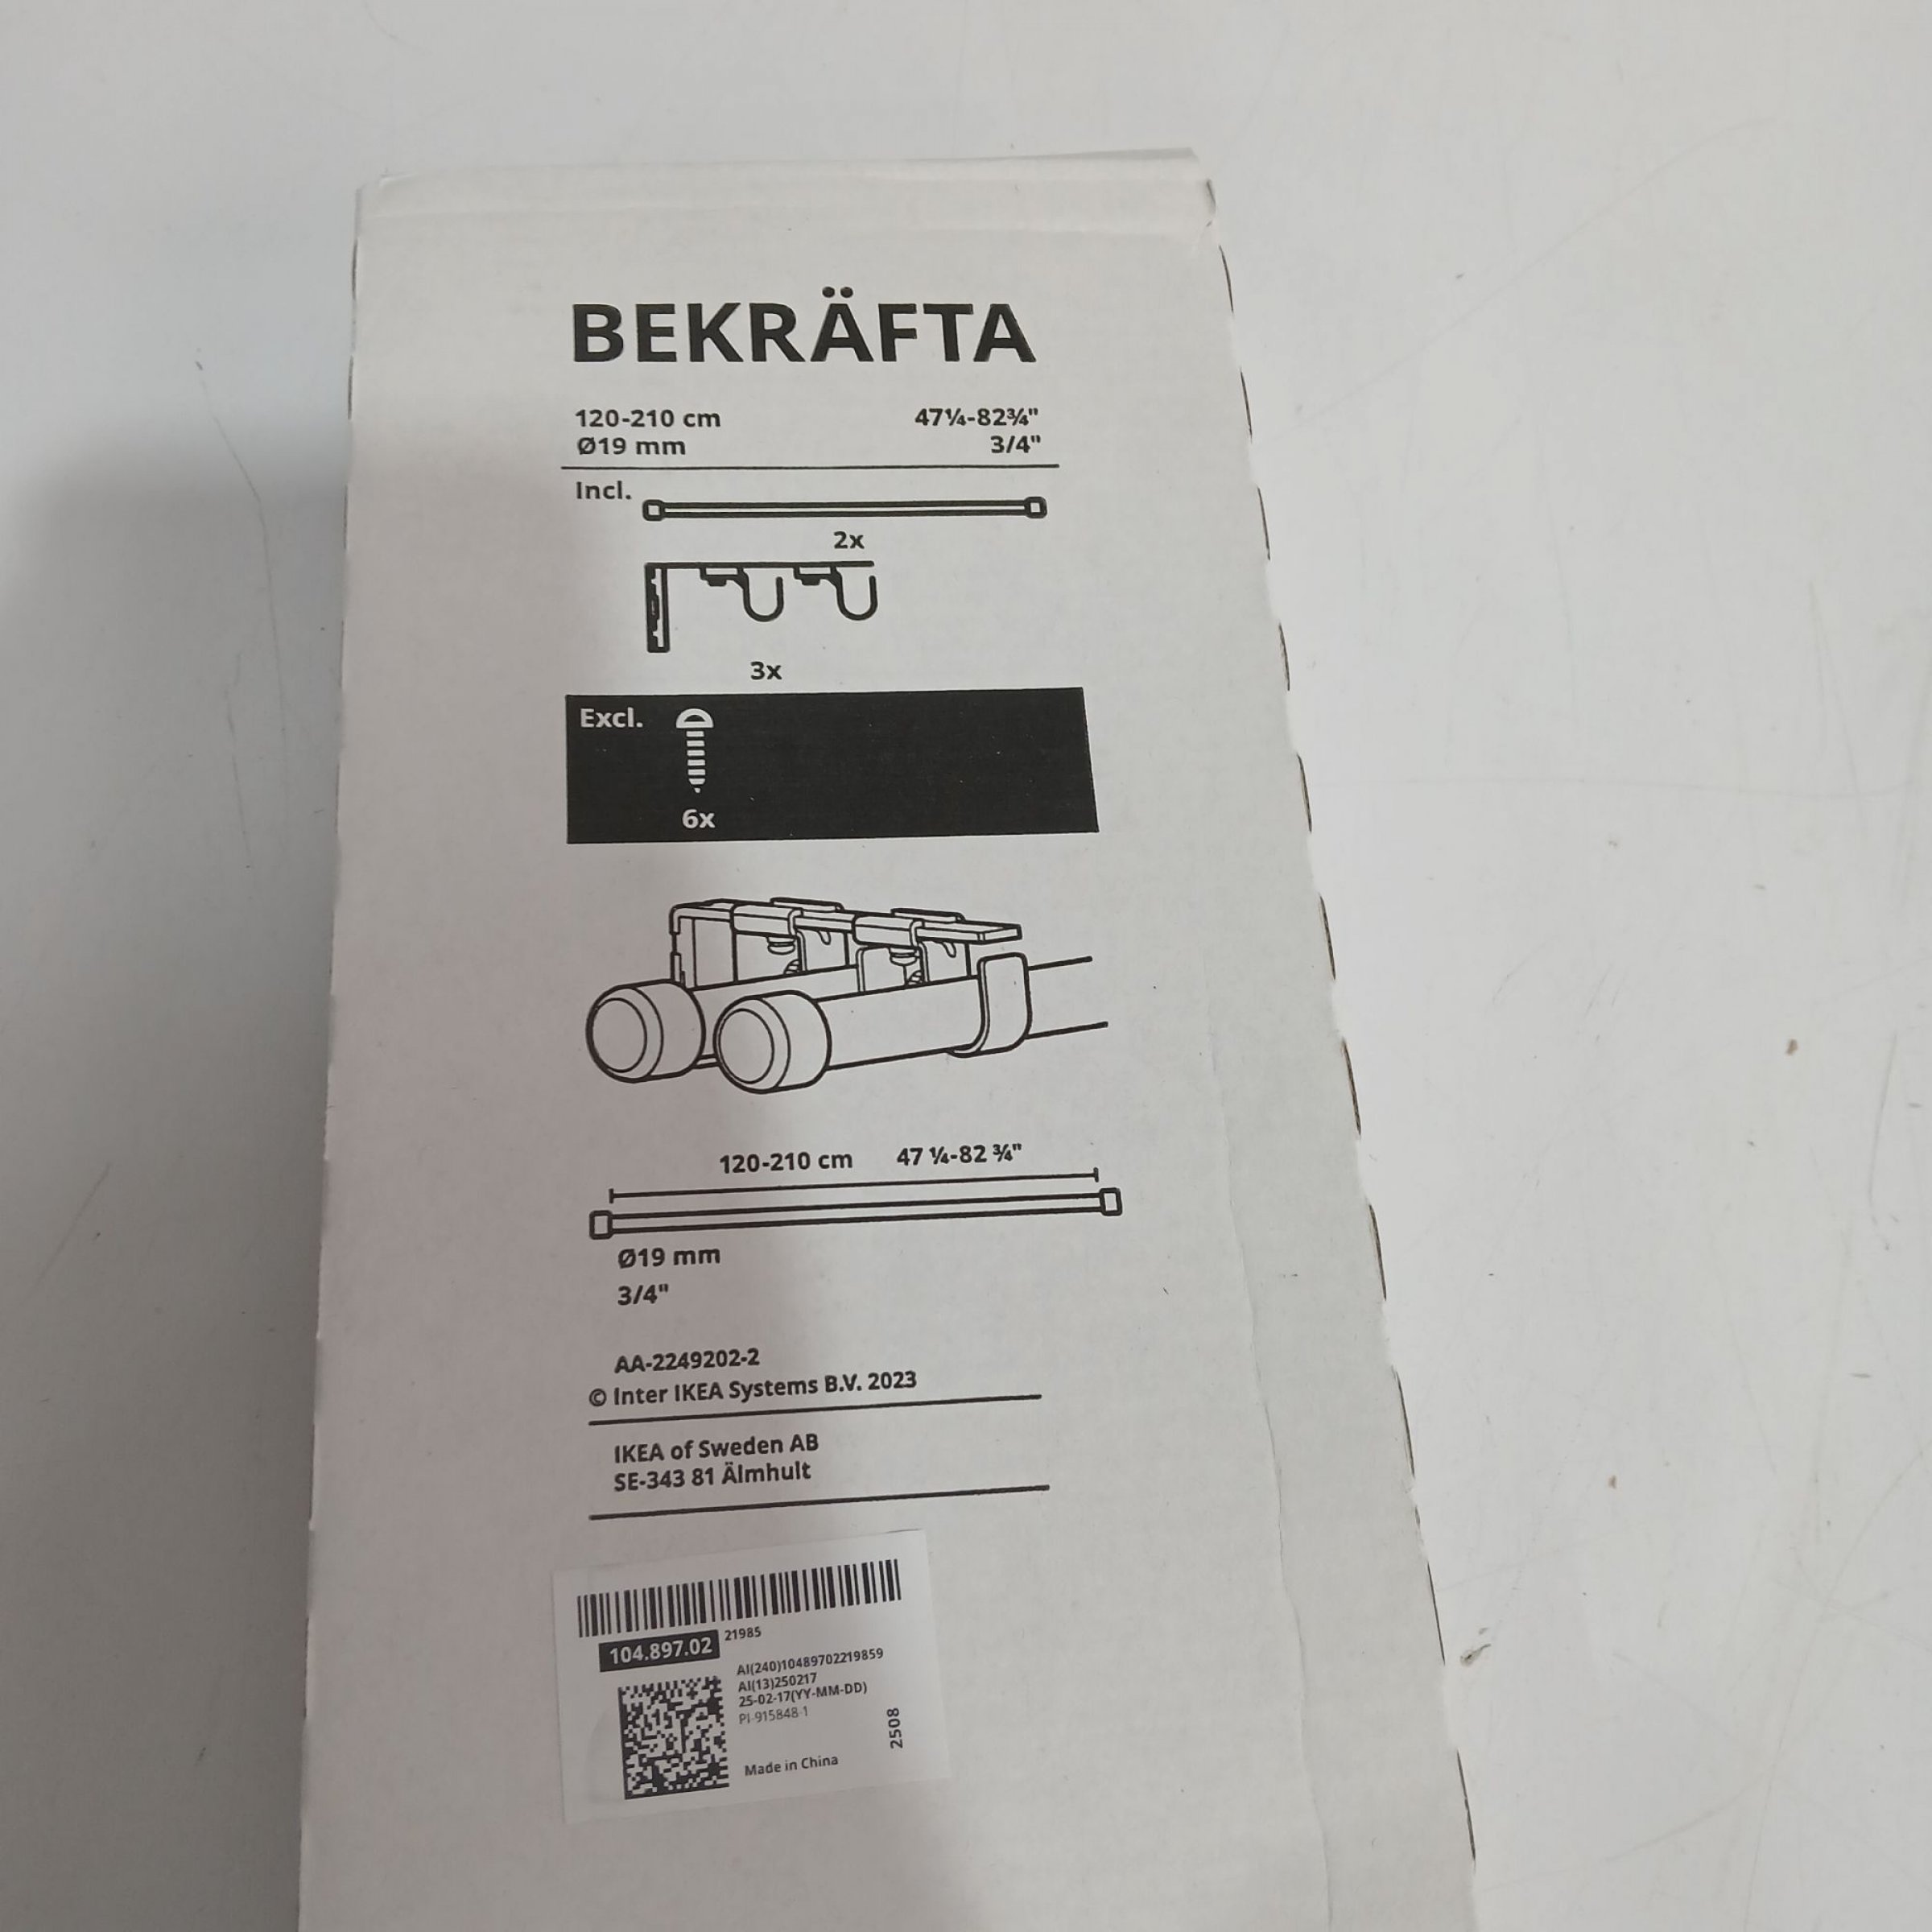 BEKRÄFTA
120-210 cm 47¼-82¾"
Ø19 mm 3/4"
Incl.
2x
3x
Excl.
6x
120-210 cm 47 ¼-82 ¾"
Ø19 mm
3/4"
AA-2249202-2
© Inter IKEA Systems B.V. 2023
IKEA of Sweden AB
SE-343 81 Älmhult
104.897.02 21985
AI(240)10489702219859
AI(13)250217
25-02-17(YY-MM-DD)
PI-915848-1
2508
Made in China